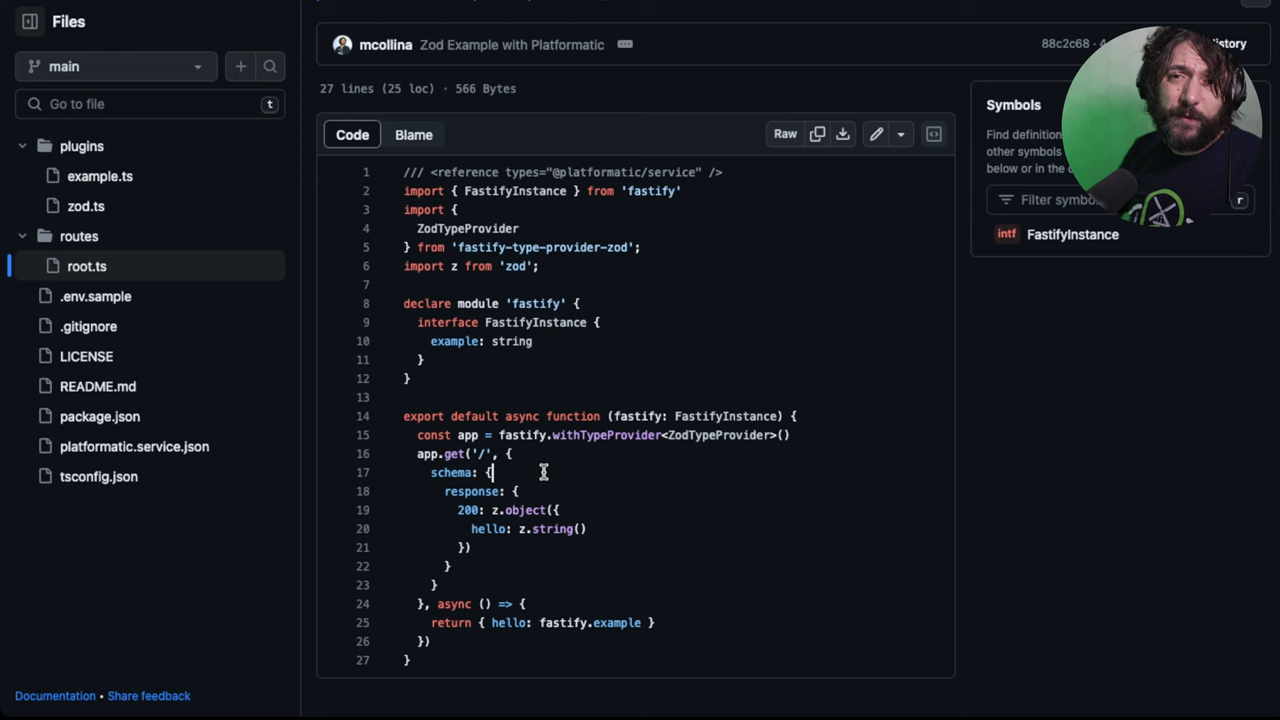 Files
main
Go to file
t
plugins
example.ts
zod.ts
routes
root.ts
.env.sample
.gitignore
LICENSE
README.md
package.json
platformatic.service.json
tsconfig.json
Documentation • Share feedback
mcollina Zod Example with Platformatic
88c2c68 ·
27 lines (25 loc) · 566 Bytes
Code Blame
Raw
1 /// <reference types="@platformatic/service" />
2 import { FastifyInstance } from 'fastify'
3 import {
4 ZodTypeProvider
5 } from 'fastify-type-provider-zod';
6 import z from 'zod';
7
8 declare module 'fastify' {
9 interface FastifyInstance {
10 example: string
11 }
12 }
13
14 export default async function (fastify: FastifyInstance) {
15 const app = fastify.withTypeProvider<ZodTypeProvider>()
16 app.get('/', {
17 schema: {
18 response: {
19 200: z.object({
20 hello: z.string()
21 })
22 }
23 }
24 }, async () => {
25 return { hello: fastify.example }
26 })
27 }
Symbols
Find
other symbols
below or in the
Filter
r
intf FastifyInstance